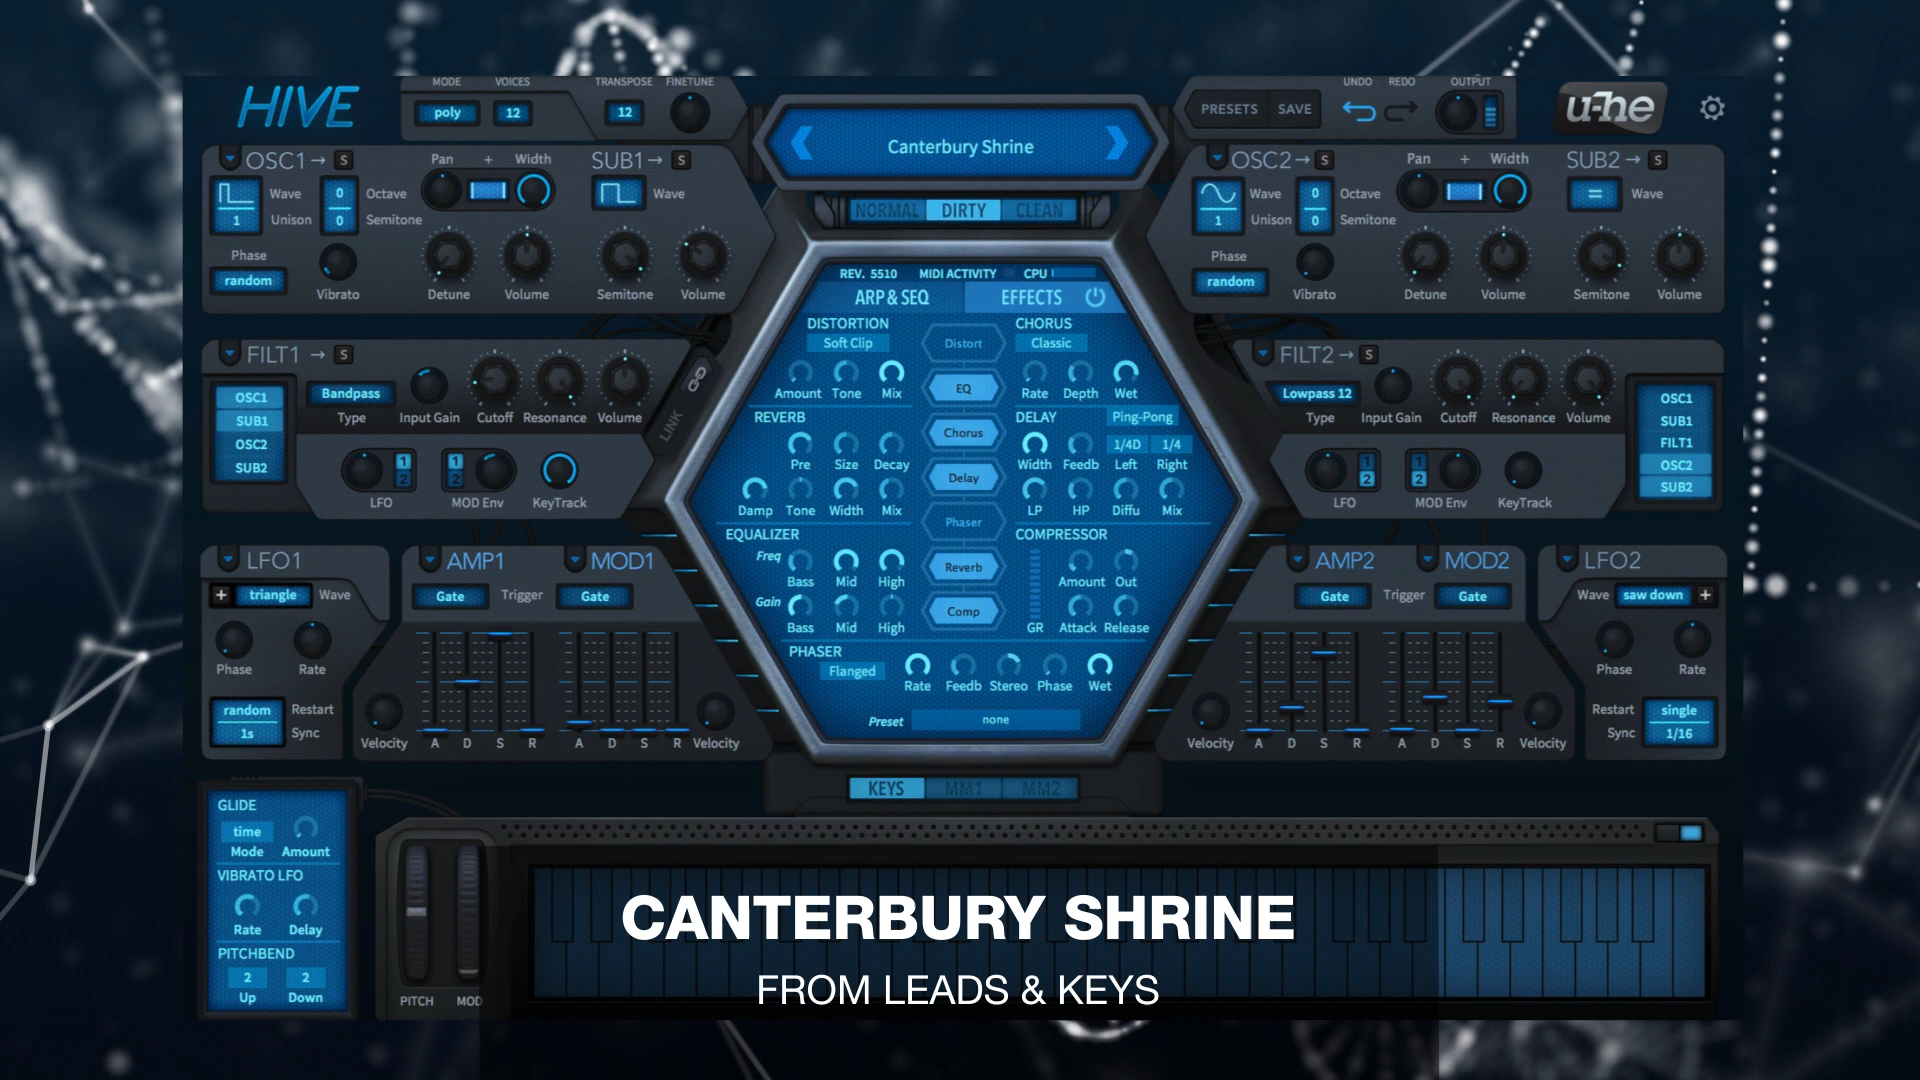 HIVE
MODE VOICES TRANSPOSE FINETUNE
poly 12 12
Canterbury Shrine
PRESETS SAVE
UNDO REDO OUTPUT
u-he
NORMAL DIRTY CLEAN
OSC1→ S
Pan + Width
SUB1→ S
Wave 0 Octave
1 Unison 0 Semitone
Wave
Phase
random
Vibrato Detune Volume Semitone Volume
OSC2→ S
Pan + Width
SUB2→ S
Wave 0 Octave
1 Unison 0 Semitone
= Wave
Phase
random
Vibrato Detune Volume Semitone Volume
FILT1 → S
OSC1
SUB1
OSC2
SUB2
Bandpass
Type Input Gain Cutoff Resonance Volume
1 2 1 2
LFO MOD Env KeyTrack
LINK
REV. 5510 MIDI ACTIVITY CPU
ARP & SEQ EFFECTS
DISTORTION
Soft Clip
Amount Tone Mix
REVERB
Pre Size Decay
Damp Tone Width Mix
EQUALIZER
Freq
Bass Mid High
Gain
Bass Mid High
Distort
EQ
Chorus
Delay
Phaser
Reverb
Comp
CHORUS
Classic
Rate Depth Wet
DELAY Ping-Pong
1/4D 1/4
Width Feedb Left Right
LP HP Diffu Mix
COMPRESSOR
Amount Out
GR Attack Release
PHASER
Flanged
Rate Feedb Stereo Phase Wet
Preset none
FILT2→ S
Lowpass 12
Type Input Gain Cutoff Resonance Volume
OSC1
SUB1
FILT1
OSC2
SUB2
1 2 1 2
LFO MOD Env KeyTrack
LFO1
+ triangle Wave
Phase Rate
random Restart
1s Sync
AMP1 MOD1
Gate Trigger Gate
Velocity A D S R A D S R Velocity
AMP2 MOD2
Gate Trigger Gate
Velocity A D S R A D S R Velocity
LFO2
Wave saw down +
Phase Rate
Restart single
Sync 1/16
KEYS MM1 MM2
GLIDE
time
Mode Amount
VIBRATO LFO
Rate Delay
PITCHBEND
2 2
Up Down
PITCH MOD
CANTERBURY SHRINE
FROM LEADS & KEYS